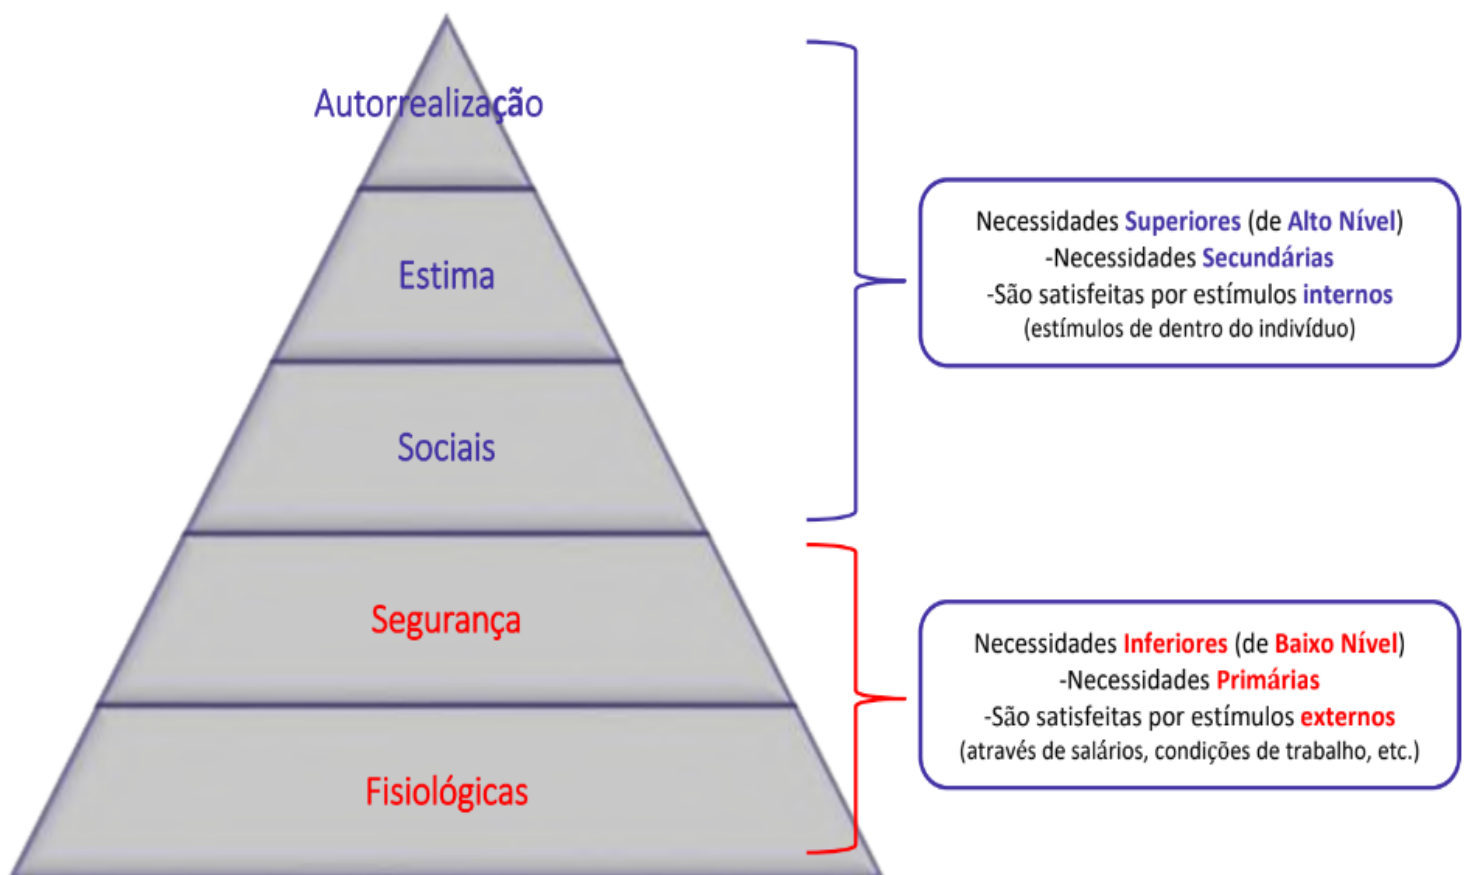 Autorrealização
Estima
Sociais
Segurança
Fisiológicas
Necessidades Superiores (de Alto Nível)
-Necessidades Secundárias
-São satisfeitas por estímulos internos
(estímulos de dentro do indivíduo)
Necessidades Inferiores (de Baixo Nível)
-Necessidades Primárias
-São satisfeitas por estímulos externos
(através de salários, condições de trabalho, etc.)